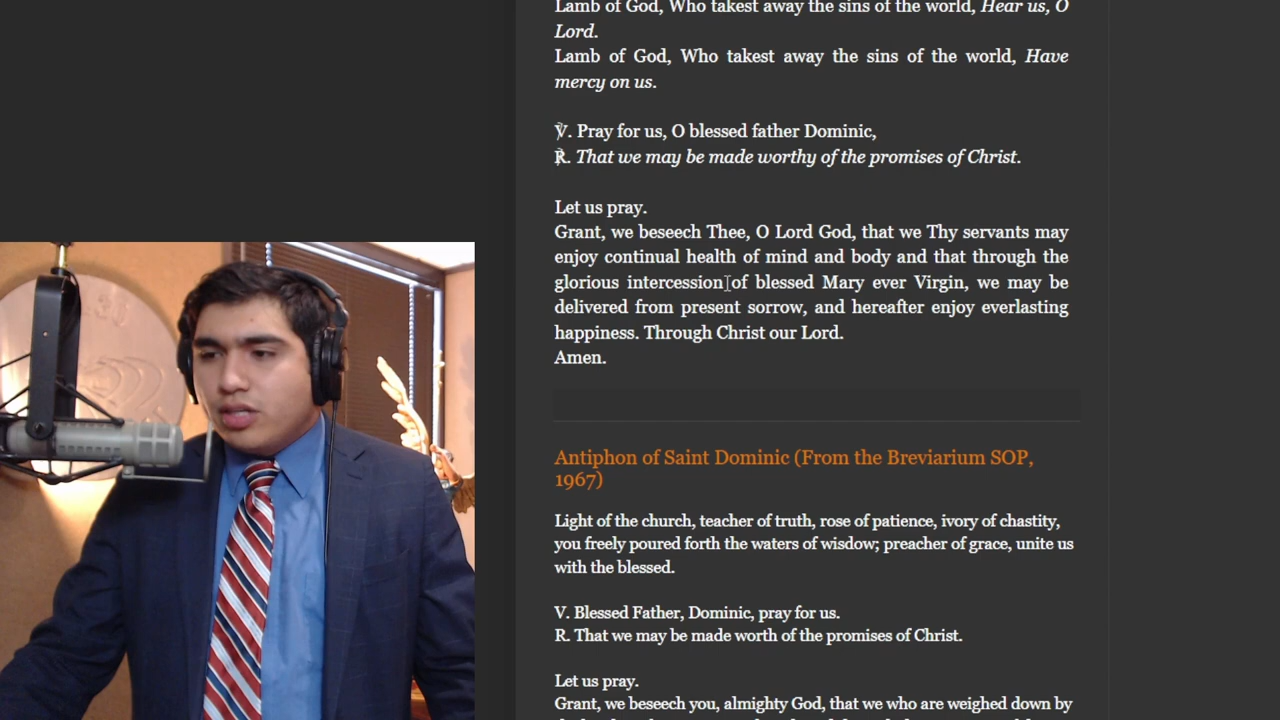 Lamb of God, Who takest away the sins of the world, Hear us, O
Lord.
Lamb of God, Who takest away the sins of the world, Have
mercy on us.
℣. Pray for us, O blessed father Dominic,
℟. That we may be made worthy of the promises of Christ.
Let us pray.
Grant, we beseech Thee, O Lord God, that we Thy servants may
enjoy continual health of mind and body and that through the
glorious intercession of blessed Mary ever Virgin, we may be
delivered from present sorrow, and hereafter enjoy everlasting
happiness. Through Christ our Lord.
Amen.
Antiphon of Saint Dominic (From the Breviarium SOP,
1967)
Light of the church, teacher of truth, rose of patience, ivory of chastity,
you freely poured forth the waters of wisdow; preacher of grace, unite us
with the blessed.
V. Blessed Father, Dominic, pray for us.
R. That we may be made worth of the promises of Christ.
Let us pray.
Grant, we beseech you, almighty God, that we who are weighed down by